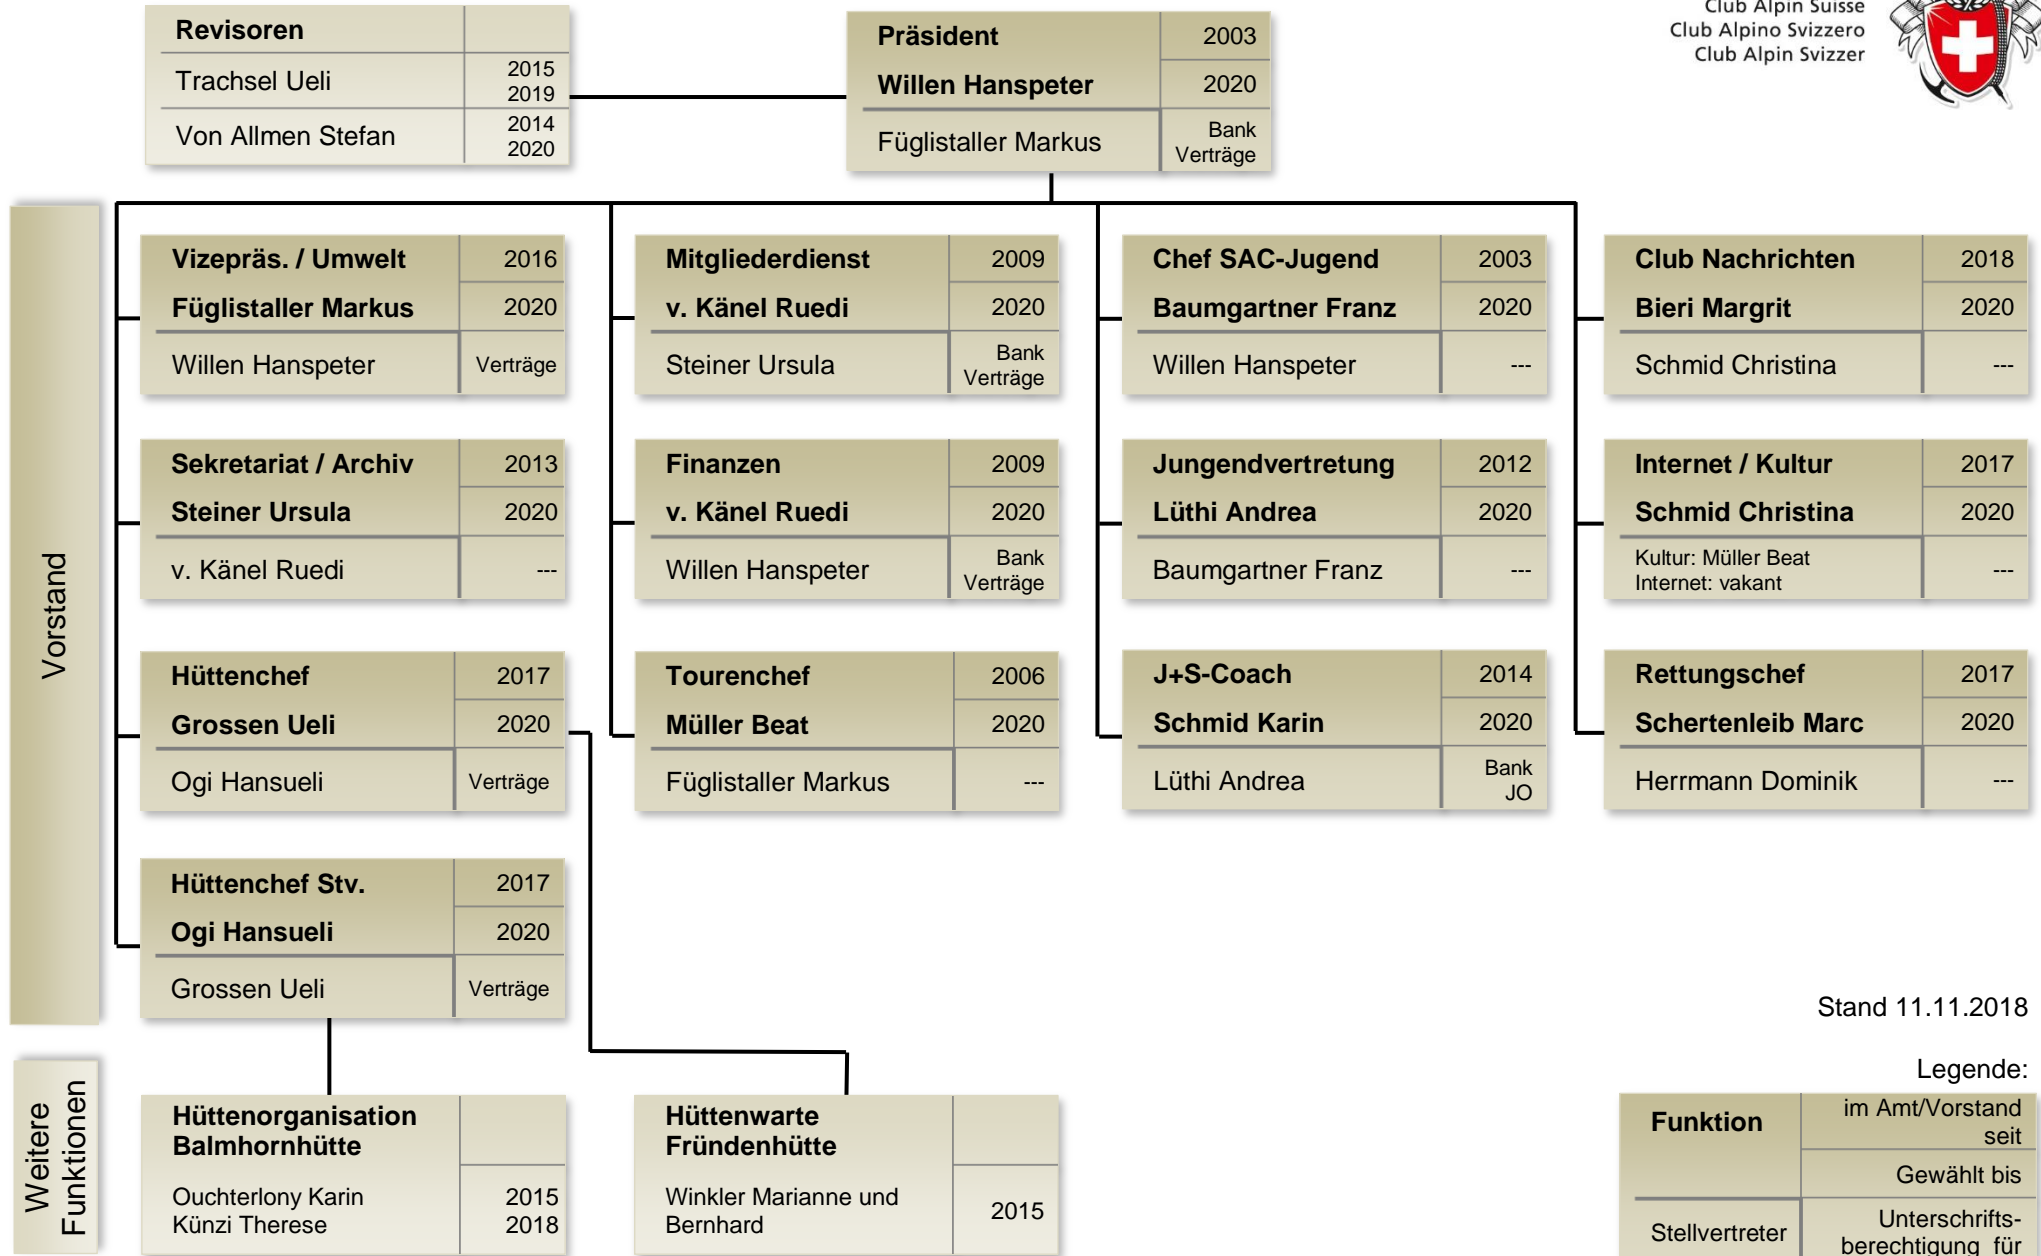 Revisoren
Trachsel Ueli 2015
2019
Von Allmen Stefan 2014
2020
Präsident 2003
Willen Hanspeter 2020
Füglistaller Markus Bank
Verträge
Club Alpin Suisse
Club Alpino Svizzero
Club Alpin Svizzer
Vorstand
Vizepräs. / Umwelt 2016
Füglistaller Markus 2020
Willen Hanspeter Verträge
Mitgliederdienst 2009
v. Känel Ruedi 2020
Steiner Ursula Bank
Verträge
Chef SAC-Jugend 2003
Baumgartner Franz 2020
Willen Hanspeter ---
Club Nachrichten 2018
Bieri Margrit 2020
Schmid Christina ---
Sekretariat / Archiv 2013
Steiner Ursula 2020
v. Känel Ruedi ---
Finanzen 2009
v. Känel Ruedi 2020
Willen Hanspeter Bank
Verträge
Jungendvertretung 2012
Lüthi Andrea 2020
Baumgartner Franz ---
Internet / Kultur 2017
Schmid Christina 2020
Kultur: Müller Beat
Internet: vakant ---
Hüttenchef 2017
Grossen Ueli 2020
Ogi Hansueli Verträge
Tourenchef 2006
Müller Beat 2020
Füglistaller Markus ---
J+S-Coach 2014
Schmid Karin 2020
Lüthi Andrea Bank
JO
Rettungschef 2017
Schertenleib Marc 2020
Herrmann Dominik ---
Hüttenchef Stv. 2017
Ogi Hansueli 2020
Grossen Ueli Verträge
Stand 11.11.2018
Weitere
Funktionen
Hüttenorganisation
Balmhornhütte
Ouchterlony Karin 2015
Künzi Therese 2018
Hüttenwarte
Fründenhütte
Winkler Marianne und
Bernhard 2015
Legende:
Funktion im Amt/Vorstand
seit
Gewählt bis
Stellvertreter Unterschrifts-
berechtigung für